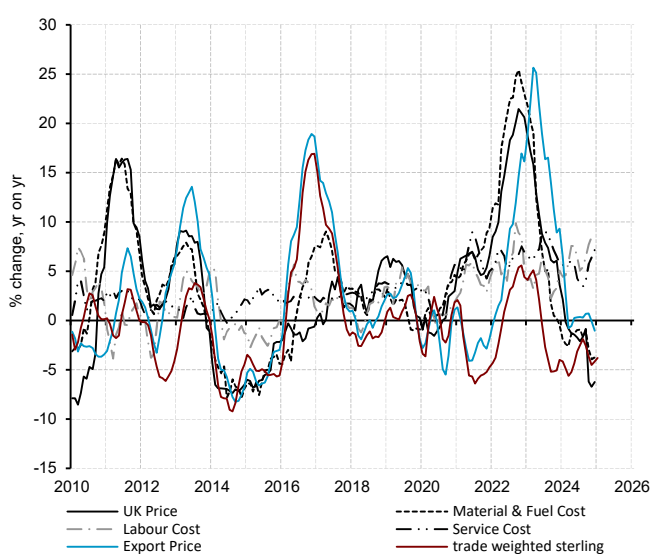 30
25
20
15
10
5
0
-5
-10
-15
% change, yr on yr
2010 2012 2014 2016 2018 2020 2022 2024 2026
UK Price Material & Fuel Cost
Labour Cost Service Cost
Export Price trade weighted sterling